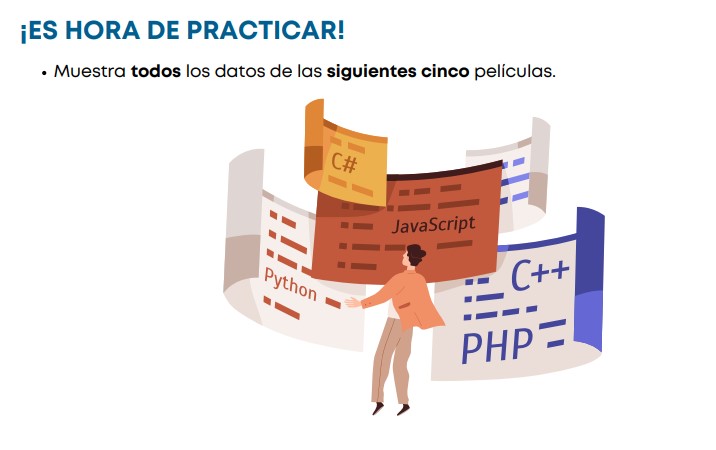 ¡ES HORA DE PRACTICAR!
• Muestra todos los datos de las siguientes cinco películas.
C#
JavaScript
Python
C++
PHP